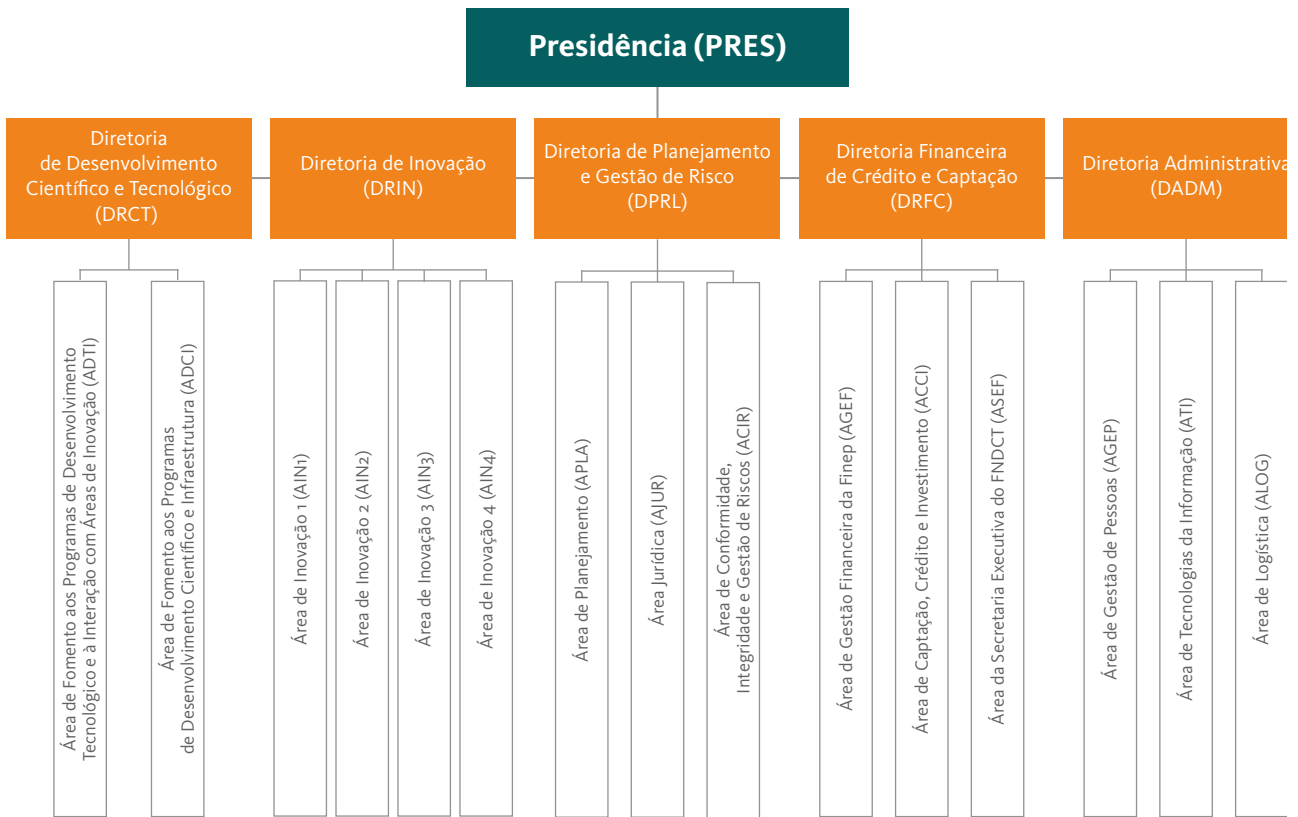 Presidência (PRES)
Diretoria
de Desenvolvimento
Científico e Tecnológico
(DRCT)
Diretoria de Inovação
(DRIN)
Diretoria de Planejamento
e Gestão de Risco
(DPRL)
Diretoria Financeira
de Crédito e Captação
(DRFC)
Diretoria Administrativa
(DADM)
Área de Fomento aos Programas de Desenvolvimento
Tecnológico e à Interação com Áreas de Inovação (ADTI)
Área de Fomento aos Programas
de Desenvolvimento Científico e Infraestrutura (ADCI)
Área de Inovação 1 (AIN1)
Área de Inovação 2 (AIN2)
Área de Inovação 3 (AIN3)
Área de Inovação 4 (AIN4)
Área de Planejamento (APLA)
Área Jurídica (AJUR)
Área de Conformidade,
Integridade e Gestão de Riscos (ACIR)
Área de Gestão Financeira da Finep (AGEF)
Área de Captação, Crédito e Investimento (ACCI)
Área da Secretaria Executiva do FNDCT (ASEF)
Área de Gestão de Pessoas (AGEP)
Área de Tecnologias da Informação (ATI)
Área de Logística (ALOG)